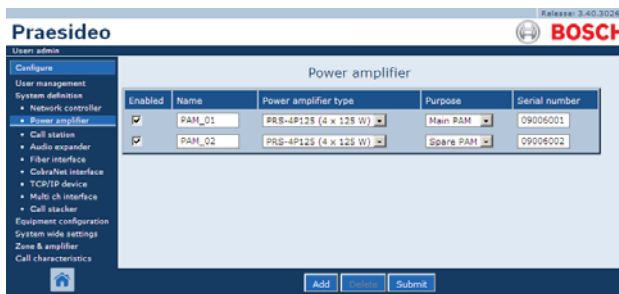 Release: 3.40.3024
Praesideo
BOSCH
User: admin
Configure
User management
System definition
• Network controller
• Power amplifier
• Call station
• Audio expander
• Fiber interface
• CobraNet interface
• TCP/IP device
• Multi ch interface
• Call stacker
Equipment configuration
System wide settings
Zone & amplifier
Call characteristics
Power amplifier
Enabled Name Power amplifier type Purpose Serial number
PAM_01 PRS-4P125 (4 x 125 W) Main PAM 09006001
PAM_02 PRS-4P125 (4 x 125 W) Spare PAM 09006002
Add Delete Submit